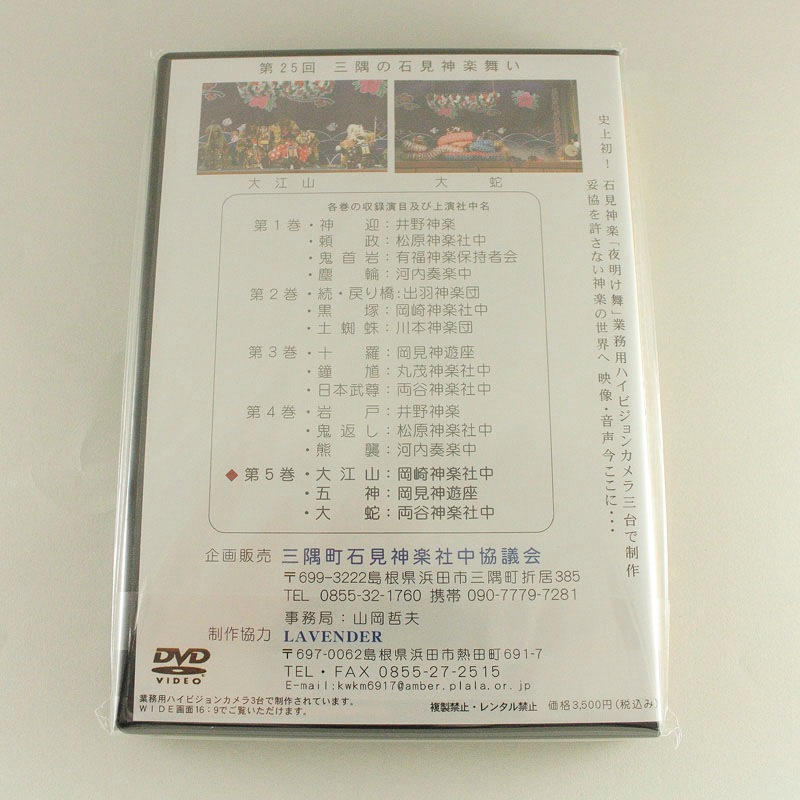 第25回 三隅の石見神楽舞い
大江山
大 蛇
史上初! 石見神楽「夜明け舞」業務用ハイビジョンカメラ三台で制作
妥協を許さない神楽の世界へ 映像・音声 今ここに・・・
各巻の収録演目及び上演社中名
第1巻・神 迎:井野神楽
・頼 政:松原神楽社中
・鬼首岩:有福神楽保持者会
・塵 輪:河内奏楽中
第2巻・続・戻り橋:出羽神楽団
・黒 塚:岡崎神楽社中
・土蜘蛛:川本神楽団
第3巻・十 羅:岡見神遊座
・鐘 馗:丸茂神楽社中
・日本武尊:両谷神楽社中
第4巻・岩 戸:井野神楽
・鬼返し:松原神楽社中
・熊 襲:河内奏楽中
◆第5巻・大江山:岡崎神楽社中
・五 神:岡見神遊座
・大 蛇:両谷神楽社中
企画販売 三隅町石見神楽社中協議会
〒699-3222島根県浜田市三隅町折居385
TEL 0855-32-1760 携帯 090-7779-7281
事務局:山岡哲夫
制作協力 LAVENDER
〒697-0062島根県浜田市熱田町691-7
TEL・FAX 0855-27-2515
E-mail:kwkm6917@amber.plala.or.jp
DVD
VIDEO
業務用ハイビジョンカメラ3台で制作されています。
WIDE画面16:9でご覧いただけます。
複製禁止・レンタル禁止 価格3,500円(税込み)